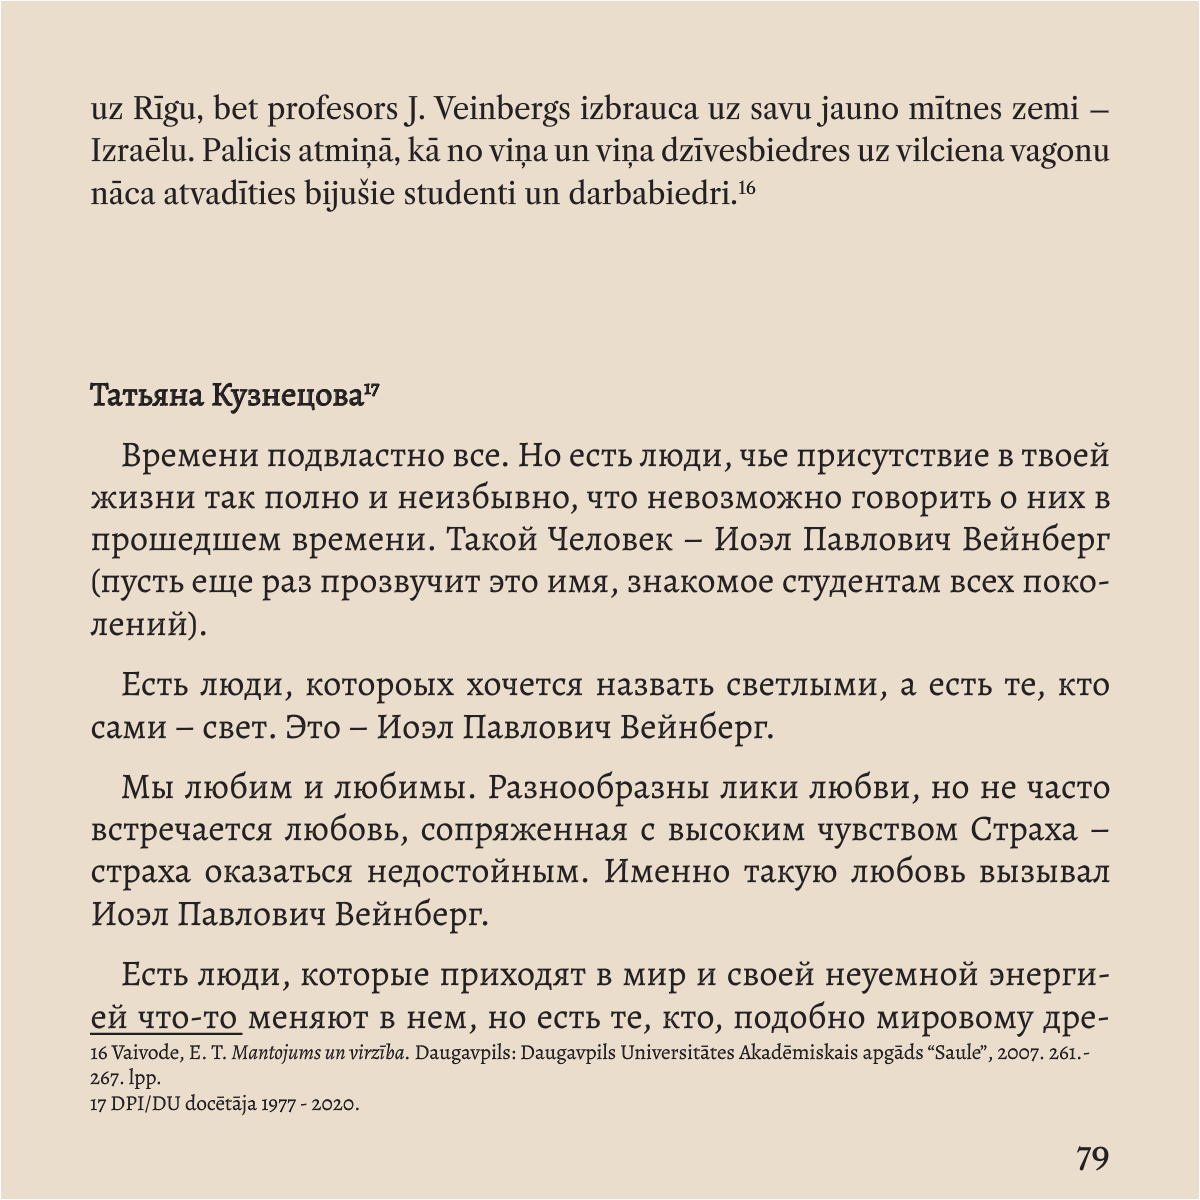 uz Rīgu, bet profesors J. Veinbergs izbrauca uz savu jauno mītnes zemi –
Izraēlu. Palicis atmiņā, kā no viņa un viņa dzīvesbiedres uz vilciena vagonu
nāca atvadīties bijušie studenti un darbabiedri.¹⁶
Татьяна Кузнецова¹⁷
Времени подвластно все. Но есть люди, чье присутствие в твоей
жизни так полно и неизбывно, что невозможно говорить о них в
прошедшем времени. Такой Человек – Иоэл Павлович Вейнберг
(пусть еще раз прозвучит это имя, знакомое студентам всех поко-
лений).
Есть люди, котороых хочется назвать светлыми, а есть те, кто
сами – свет. Это – Иоэл Павлович Вейнберг.
Мы любим и любимы. Разнообразны лики любви, но не часто
встречается любовь, сопряженная с высоким чувством Страха –
страха оказаться недостойным. Именно такую любовь вызывал
Иоэл Павлович Вейнберг.
Есть люди, которые приходят в мир и своей неуемной энерги-
ей что-то меняют в нем, но есть те, кто, подобно мировому дре-
16 Vaivode, E. T. Mantojums un virzība. Daugavpils: Daugavpils Universitātes Akadēmiskais apgāds “Saule”, 2007. 261.-
267. lpp.
17 DPI/DU docētāja 1977 - 2020.
79